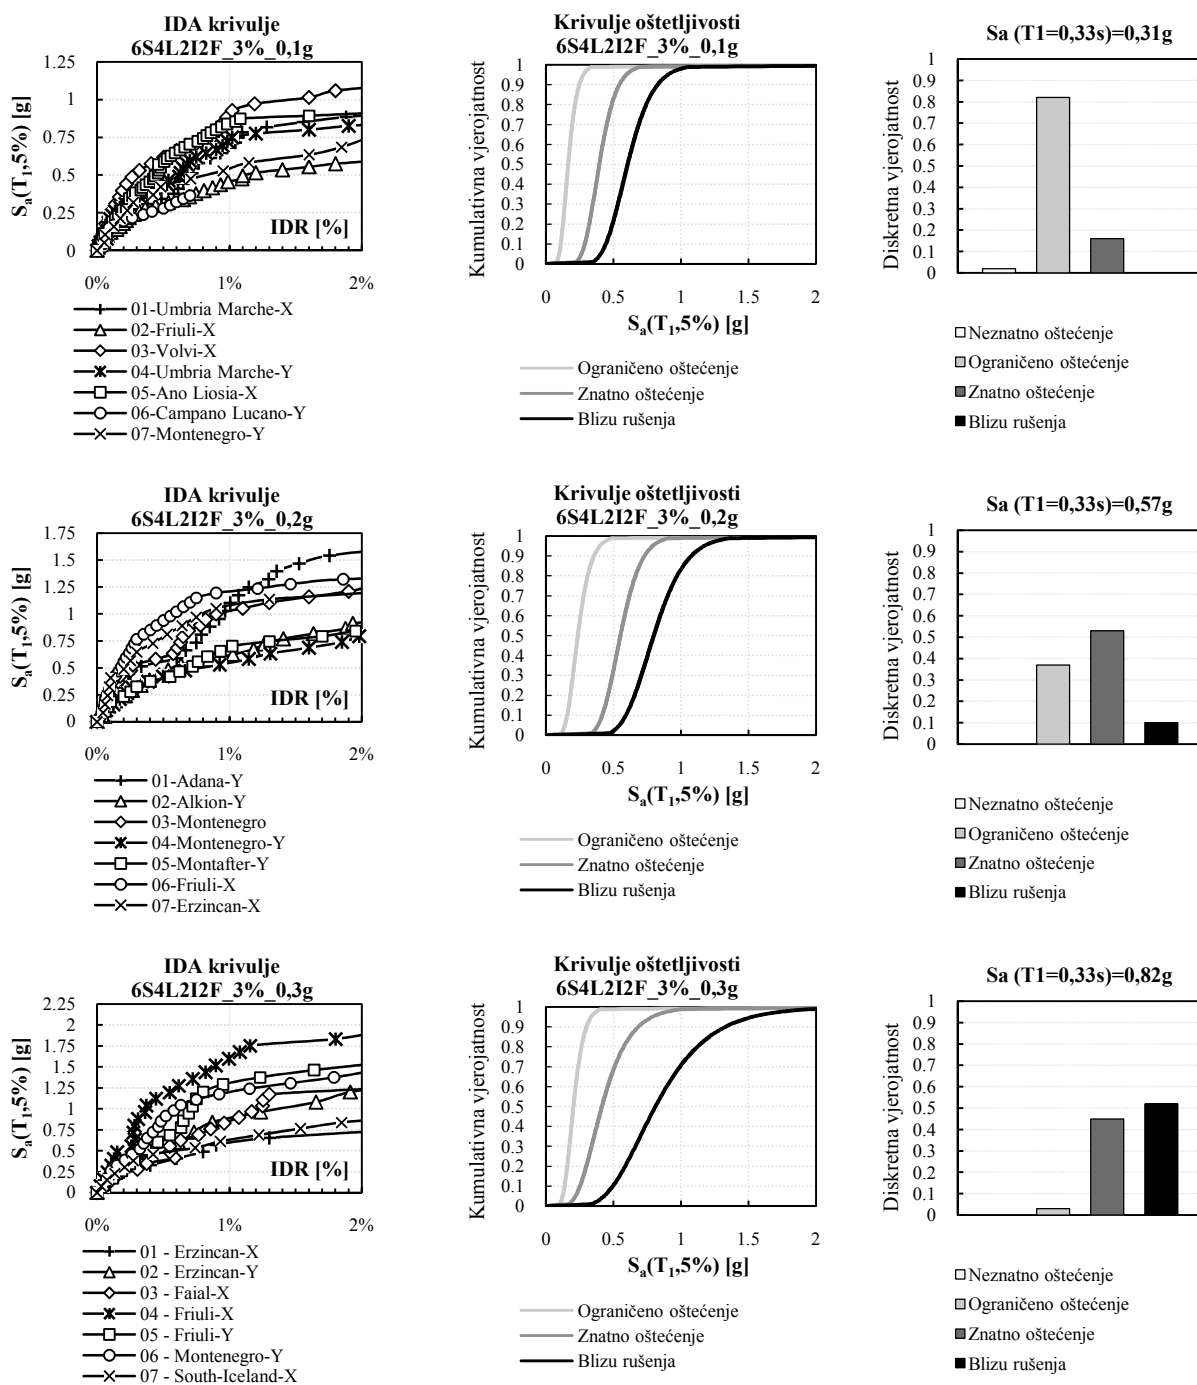 IDA krivulje
6S4L2I2F_3%_0,1g
1.25
1
0.75
0.5
0.25
0
Sa(T1,5%) [g]
IDR [%]
0%
1%
2%
01-Umbria Marche-X
02-Friuli-X
03-Volvi-X
04-Umbria Marche-Y
05-Ano Liosia-X
06-Campano Lucano-Y
07-Montenegro-Y
Krivulje oštetljivosti
6S4L2I2F_3%_0,1g
Kumulativna vjerojatnost
1
0.9
0.8
0.7
0.6
0.5
0.4
0.3
0.2
0.1
0
0
0.5
1
1.5
2
Sa(T1,5%) [g]
Ograničeno oštećenje
Znatno oštećenje
Blizu rušenja
Sa (T1=0,33s)=0,31g
Diskretna vjerojatnost
1
0.9
0.8
0.7
0.6
0.5
0.4
0.3
0.2
0.1
0
Neznatno oštećenje
Ograničeno oštećenje
Znatno oštećenje
Blizu rušenja
IDA krivulje
6S4L2I2F_3%_0,2g
1.75
1.5
1.25
1
0.75
0.5
0.25
0
Sa(T1,5%) [g]
IDR [%]
0%
1%
2%
01-Adana-Y
02-Alkion-Y
03-Montenegro
04-Montenegro-Y
05-Montafter-Y
06-Friuli-X
07-Erzincan-X
Krivulje oštetljivosti
6S4L2I2F_3%_0,2g
Kumulativna vjerojatnost
1
0.9
0.8
0.7
0.6
0.5
0.4
0.3
0.2
0.1
0
0
0.5
1
1.5
2
Sa(T1,5%) [g]
Ograničeno oštećenje
Znatno oštećenje
Blizu rušenja
Sa (T1=0,33s)=0,57g
Diskretna vjerojatnost
1
0.9
0.8
0.7
0.6
0.5
0.4
0.3
0.2
0.1
0
Neznatno oštećenje
Ograničeno oštećenje
Znatno oštećenje
Blizu rušenja
IDA krivulje
6S4L2I2F_3%_0,3g
2.25
2
1.75
1.5
1.25
1
0.75
0.5
0.25
0
Sa(T1,5%) [g]
IDR [%]
0%
1%
2%
01 - Erzincan-X
02 - Erzincan-Y
03 - Faial-X
04 - Friuli-X
05 - Friuli-Y
06 - Montenegro-Y
07 - South-Iceland-X
Krivulje oštetljivosti
6S4L2I2F_3%_0,3g
Kumulativna vjerojatnost
1
0.9
0.8
0.7
0.6
0.5
0.4
0.3
0.2
0.1
0
0
0.5
1
1.5
2
Sa(T1,5%) [g]
Ograničeno oštećenje
Znatno oštećenje
Blizu rušenja
Sa (T1=0,33s)=0,82g
Diskretna vjerojatnost
1
0.9
0.8
0.7
0.6
0.5
0.4
0.3
0.2
0.1
0
Neznatno oštećenje
Ograničeno oštećenje
Znatno oštećenje
Blizu rušenja